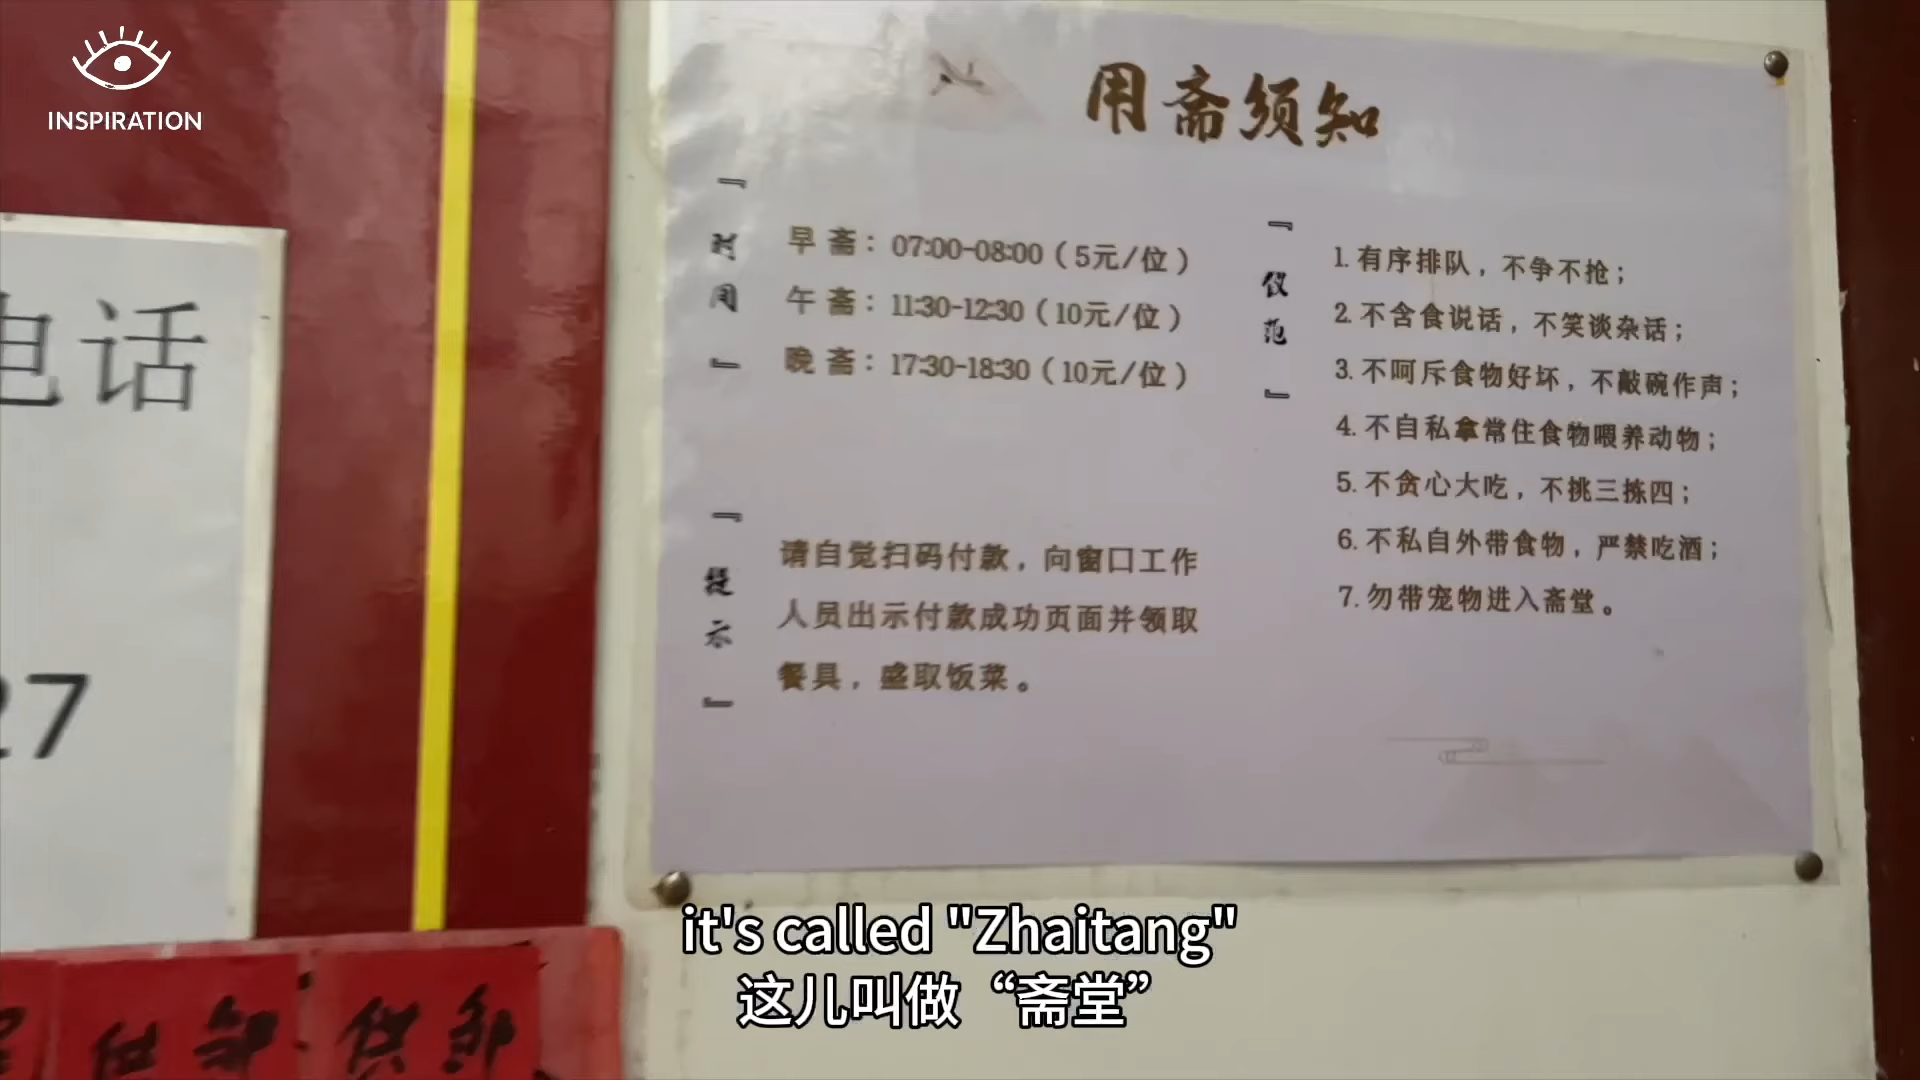 INSPIRATION
用斋须知
『时间』
早斋：07:00-08:00（5元/位）
午斋：11:30-12:30（10元/位）
晚斋：17:30-18:30（10元/位）
『提示』
请自觉扫码付款，向窗口工作
人员出示付款成功页面并领取
餐具，盛取饭菜。
『仪范』
1.有序排队，不争不抢；
2.不含食说话，不笑谈杂话；
3.不呵斥食物好坏，不敲碗作声；
4.不自私拿常住食物喂养动物；
5.不贪心大吃，不挑三拣四；
6.不私自外带食物，严禁吃酒；
7.勿带宠物进入斋堂。
电话
27
it's called "Zhaitang"
这儿叫做“斋堂”